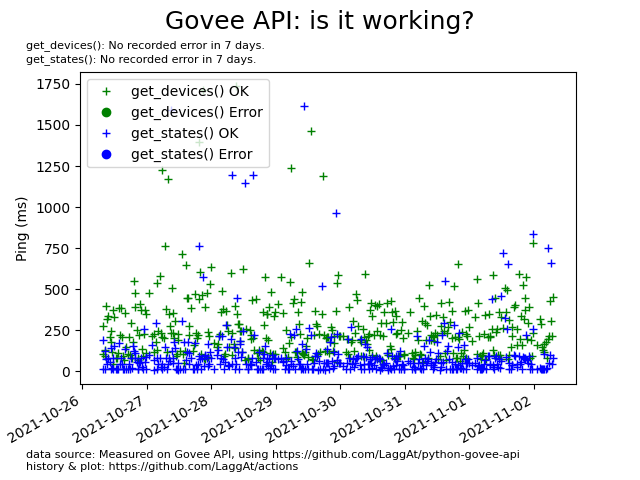 Govee API: is it working?
get_devices(): No recorded error in 7 days.
get_states(): No recorded error in 7 days.
get_devices() OK
get_devices() Error
get_states() OK
get_states() Error
Ping (ms)
1750
1500
1250
1000
750
500
250
0
2021-10-26
2021-10-27
2021-10-28
2021-10-29
2021-10-30
2021-10-31
2021-11-01
2021-11-02
data source: Measured on Govee API, using https://github.com/LaggAt/python-govee-api
history & plot: https://github.com/LaggAt/actions